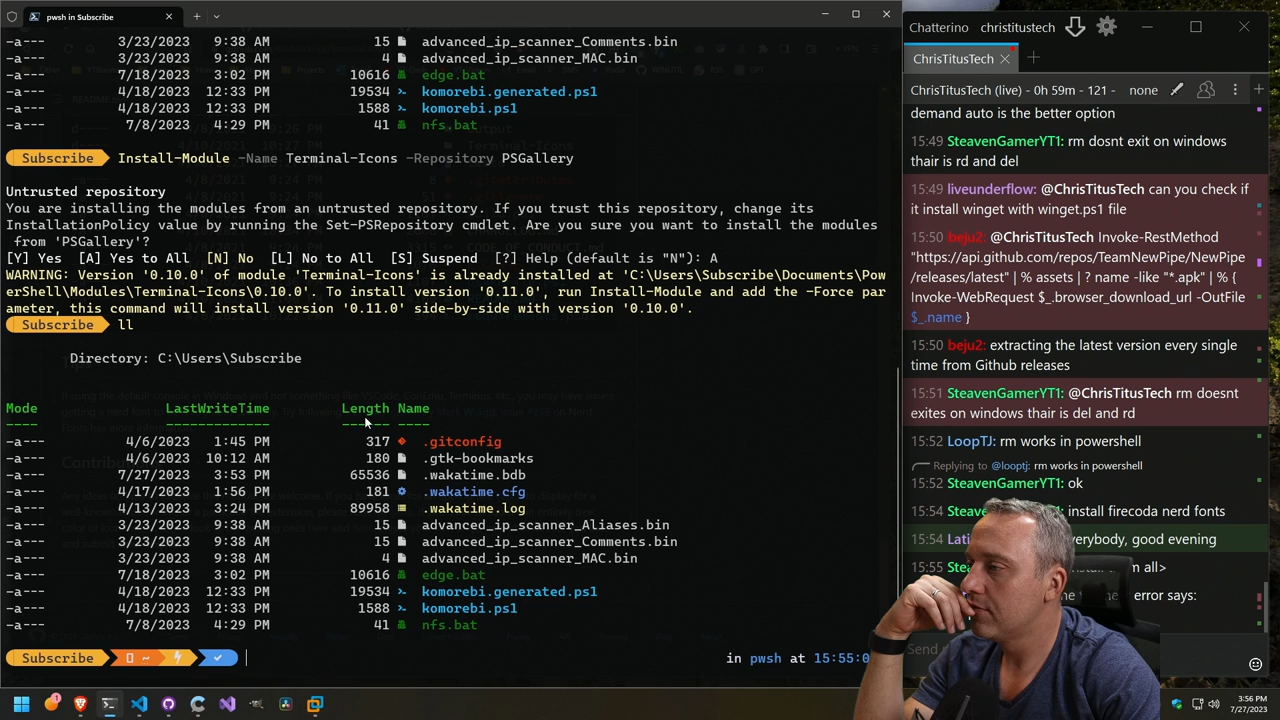 pwsh in Subscribe
-a--- 3/23/2023 9:38 AM 15 advanced_ip_scanner_Comments.bin
-a--- 3/23/2023 9:38 AM 4 advanced_ip_scanner_MAC.bin
-a--- 7/18/2023 3:02 PM 10616 edge.bat
-a--- 4/18/2023 12:33 PM 19534 komorebi.generated.ps1
-a--- 4/18/2023 12:33 PM 1588 komorebi.ps1
-a--- 7/8/2023 4:29 PM 41 nfs.bat
Subscribe Install-Module -Name Terminal-Icons -Repository PSGallery
Untrusted repository
You are installing the modules from an untrusted repository. If you trust this repository, change its
InstallationPolicy value by running the Set-PSRepository cmdlet. Are you sure you want to install the modules
from 'PSGallery'?
[Y] Yes [A] Yes to All [N] No [L] No to All [S] Suspend [?] Help (default is "N"): A
WARNING: Version '0.10.0' of module 'Terminal-Icons' is already installed at 'C:\Users\Subscribe\Documents\Pow
erShell\Modules\Terminal-Icons\0.10.0'. To install version '0.11.0', run Install-Module and add the -Force par
ameter, this command will install version '0.11.0' side-by-side with version '0.10.0'.
Subscribe ll
Directory: C:\Users\Subscribe
Mode LastWriteTime Length Name
---- ------------- ------ ----
-a--- 4/6/2023 1:45 PM 317 .gitconfig
-a--- 4/6/2023 10:12 AM 180 .gtk-bookmarks
-a--- 7/27/2023 3:53 PM 65536 .wakatime.bdb
-a--- 4/17/2023 1:56 PM 181 .wakatime.cfg
-a--- 4/13/2023 3:24 PM 89958 .wakatime.log
-a--- 3/23/2023 9:38 AM 15 advanced_ip_scanner_Aliases.bin
-a--- 3/23/2023 9:38 AM 15 advanced_ip_scanner_Comments.bin
-a--- 3/23/2023 9:38 AM 4 advanced_ip_scanner_MAC.bin
-a--- 7/18/2023 3:02 PM 10616 edge.bat
-a--- 4/18/2023 12:33 PM 19534 komorebi.generated.ps1
-a--- 4/18/2023 12:33 PM 1588 komorebi.ps1
-a--- 7/8/2023 4:29 PM 41 nfs.bat
Subscribe ~ in pwsh at 15:55:0
Chatterino christitustech
ChrisTitusTech
ChrisTitusTech (live) - 0h 59m - 121 - none
demand auto is the better option
15:49 SteavenGamerYT1: rm dosnt exit on windows
thair is rd and del
15:49 liveunderflow: @ChrisTitusTech can you check if
it install winget with winget.ps1 file
15:50 beju2: @ChrisTitusTech Invoke-RestMethod
"https://api.github.com/repos/TeamNewPipe/NewPipe
/releases/latest" | % assets | ? name -like "*.apk" | % {
Invoke-WebRequest $_.browser_download_url -OutFile
$_.name }
15:50 beju2: extracting the latest version every single
time from Github releases
15:51 SteavenGamerYT1: @ChrisTitusTech rm doesnt
exites on windows thair is del and rd
15:52 LoopTJ: rm works in powershell
Replying to @looptj: rm works in powershell
15:52 SteavenGamerYT1: ok
15:54 SteavenGamerYT1: install firecoda nerd fonts
15:54 Lati everybody, good evening
15:55 Stea all>
error says:
Send
3:56 PM
7/27/2023